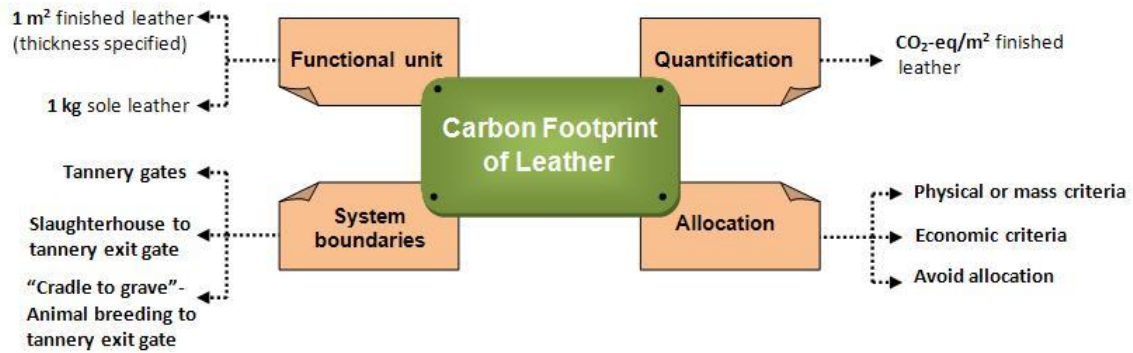 1 m² finished leather
(thickness specified)
1 kg sole leather
Functional unit
Quantification
CO₂-eq/m² finished
leather
Carbon Footprint
of Leather
Tannery gates
Slaughterhouse to
tannery exit gate
“Cradle to grave”-
Animal breeding to
tannery exit gate
System
boundaries
Allocation
Physical or mass criteria
Economic criteria
Avoid allocation